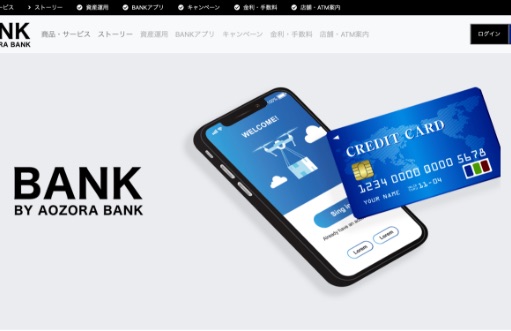 ービス ストーリー 資産運用 BANKアプリ キャンペーン 金利・手数料 店舗・ATM案内
NK
RA BANK
商品・サービス ストーリー 資産運用 BANKアプリ キャンペーン 金利・手数料 店舗・ATM案内
ログイン
BANK
BY AOZORA BANK
100%
WELCOME!
Sing in
Already have an
Lorem
Lorem
CREDIT CARD
1234 0000 0000 5678
YOUR NAME 11-04